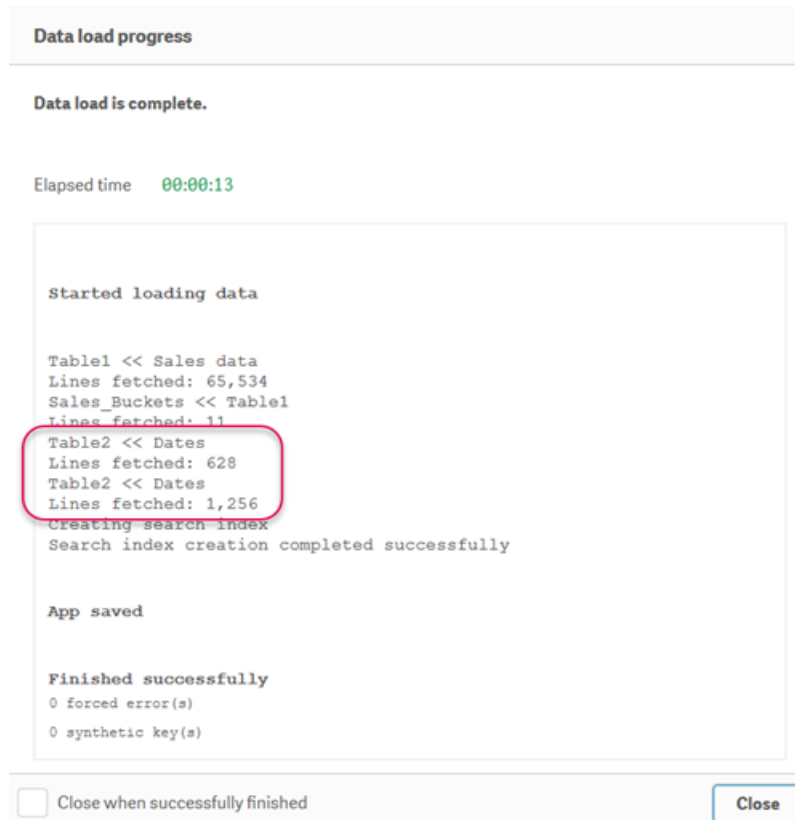 Data load progress
Data load is complete.
Elapsed time 00:00:13
Started loading data
Table1 << Sales data
Lines fetched: 65,534
Sales_Buckets << Table1
Lines fetched: 11
Table2 << Dates
Lines fetched: 628
Table2 << Dates
Lines fetched: 1,256
Creating search index
Search index creation completed successfully
App saved
Finished successfully
0 forced error(s)
0 synthetic key(s)
Close when successfully finished
Close